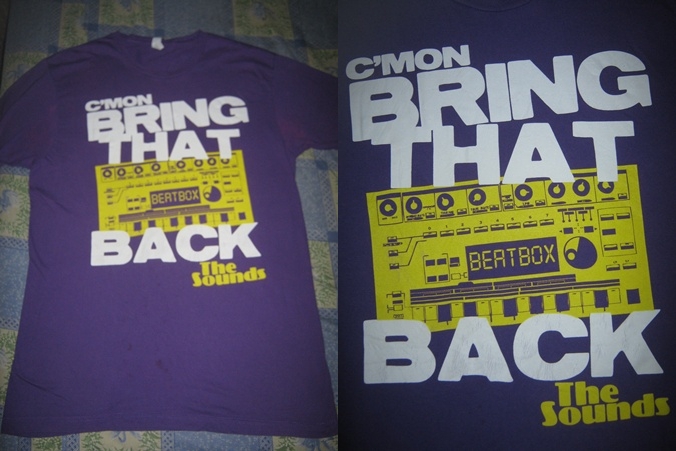 C'MON
BRING
THAT
BEATBOX
BACK
The
Sounds
C'MON
BRING
THAT
BEATBOX
BACK
The
Sounds